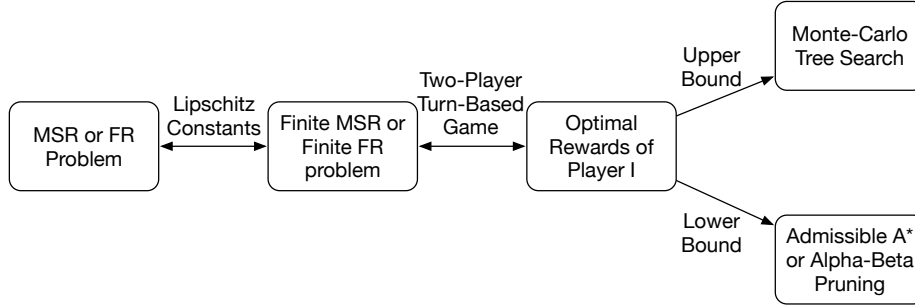 MSR or FR
Problem
Lipschitz
Constants
Finite MSR or
Finite FR
problem
Two-Player
Turn-Based
Game
Optimal
Rewards of
Player I
Upper
Bound
Monte-Carlo
Tree Search
Lower
Bound
Admissible A*
or Alpha-Beta
Pruning